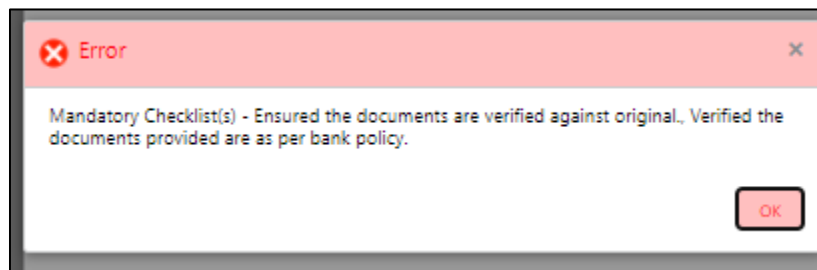 Error
Mandatory Checklist(s) - Ensured the documents are verified against original., Verified the
documents provided are as per bank policy.
OK